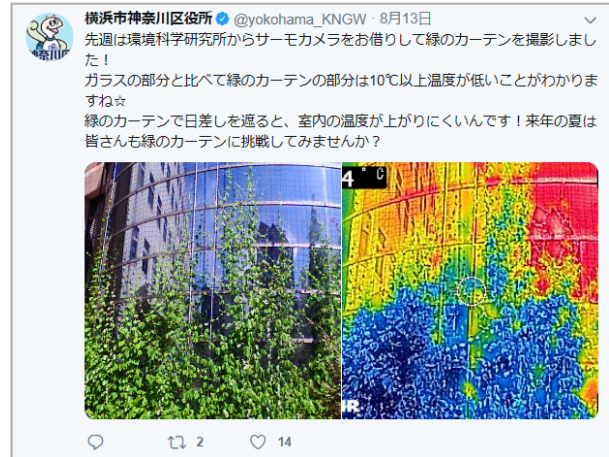 横浜市神奈川区役所 @yokohama_KNGW · 8月13日
先週は環境科学研究所からサーモカメラをお借りして緑のカーテンを撮影しまし
た！
ガラスの部分と比べて緑のカーテンの部分は10℃以上温度が低いことがわかりま
すね☆
緑のカーテンで日差しを遮ると、室内の温度が上がりにくいんです！来年の夏は
皆さんも緑のカーテンに挑戦してみませんか？
4 °C
2 14